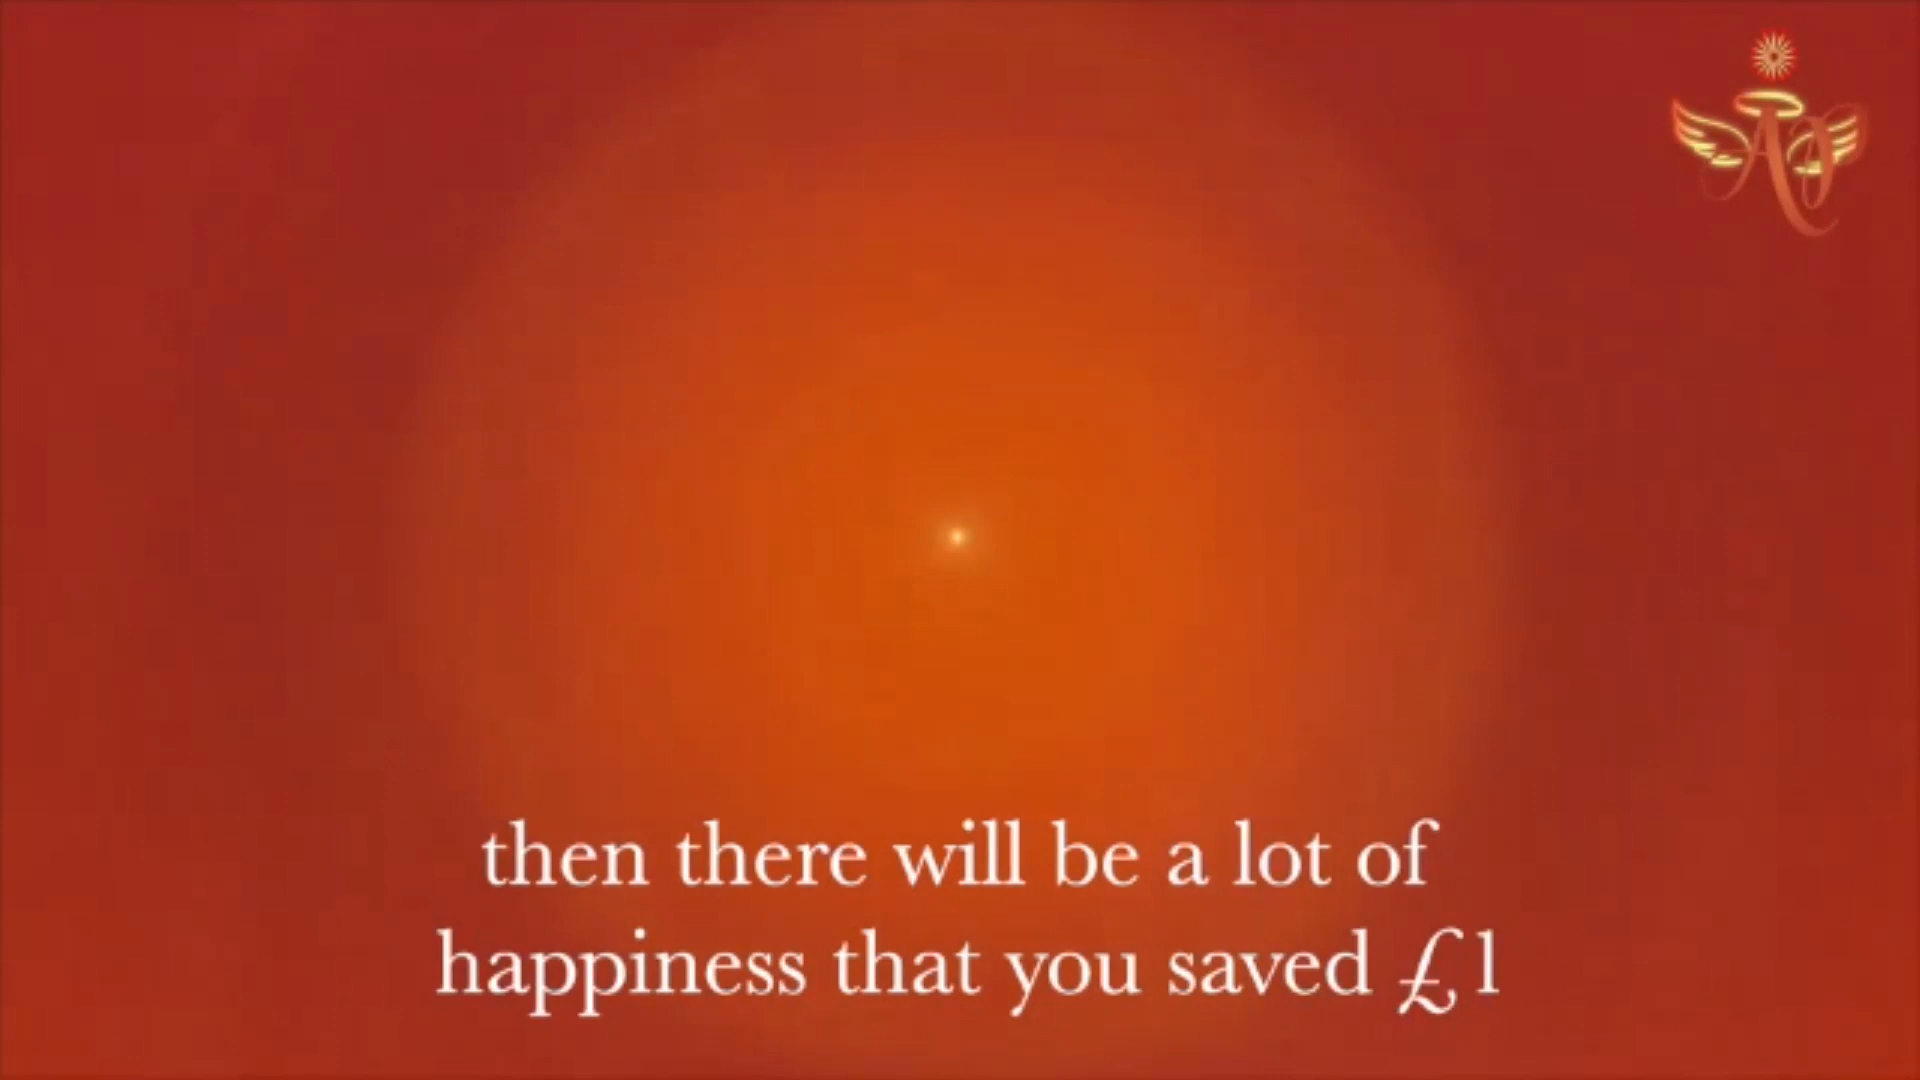 then there will be a lot of
happiness that you saved £1